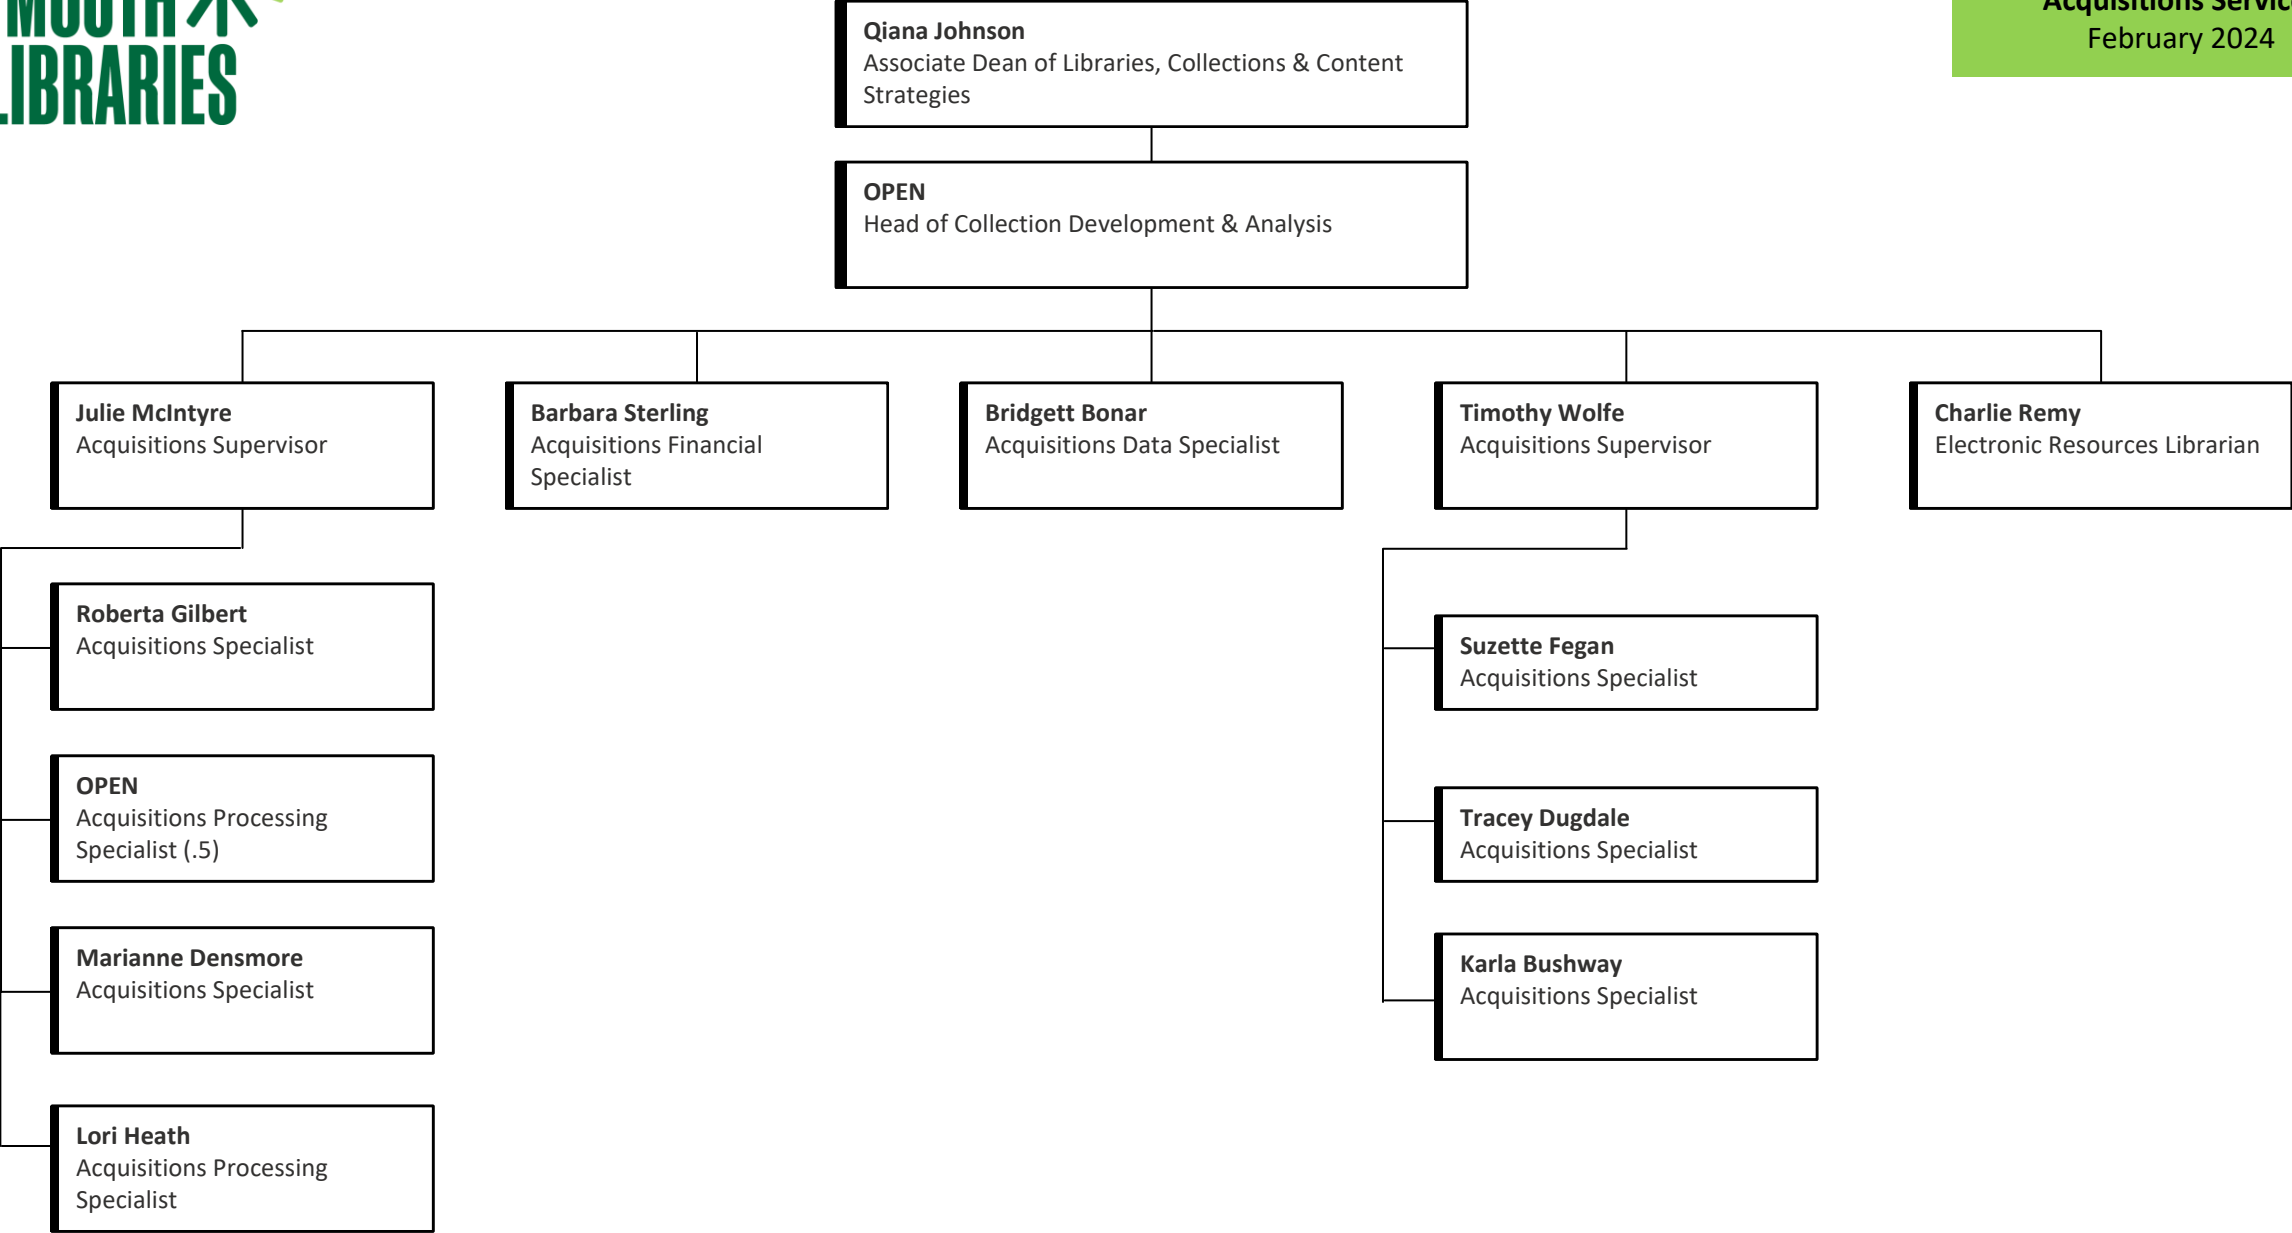 MOUTH
LIBRARIES
Acquisitions Service
February 2024
Qiana Johnson
Associate Dean of Libraries, Collections & Content
Strategies
OPEN
Head of Collection Development & Analysis
Julie McIntyre
Acquisitions Supervisor
Barbara Sterling
Acquisitions Financial
Specialist
Bridgett Bonar
Acquisitions Data Specialist
Timothy Wolfe
Acquisitions Supervisor
Charlie Remy
Electronic Resources Librarian
Roberta Gilbert
Acquisitions Specialist
OPEN
Acquisitions Processing
Specialist (.5)
Marianne Densmore
Acquisitions Specialist
Lori Heath
Acquisitions Processing
Specialist
Suzette Fegan
Acquisitions Specialist
Tracey Dugdale
Acquisitions Specialist
Karla Bushway
Acquisitions Specialist